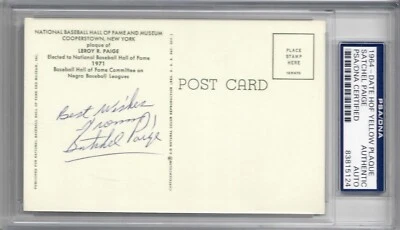 NATIONAL BASEBALL HALL OF FAME AND MUSEUM
COOPERSTOWN, NEW YORK
plaque of
LEROY R. PAIGE
Elected to National Baseball Hall of Fame
1971
Baseball Hall of Fame Committee on
Negro Baseball Leagues
POST CARD
PLACE
STAMP
HERE
Best Wishes
From
Satchel Paige
1964-DATE HOF YELLOW PLAQUE
SATCHEL PAIGE
AUTHENTIC
AUTO
PSA/DNA CERTIFIED
83815124
PSA/DNA